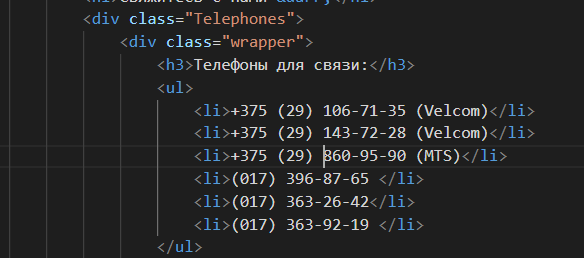 <div class="Telephones">
<div class="wrapper">
<h3>Телефоны для связи:</h3>
<ul>
<li>+375 (29) 106-71-35 (Velcom)</li>
<li>+375 (29) 143-72-28 (Velcom)</li>
<li>+375 (29) 860-95-90 (MTS)</li>
<li>(017) 396-87-65 </li>
<li>(017) 363-26-42</li>
<li>(017) 363-92-19 </li>
</ul>